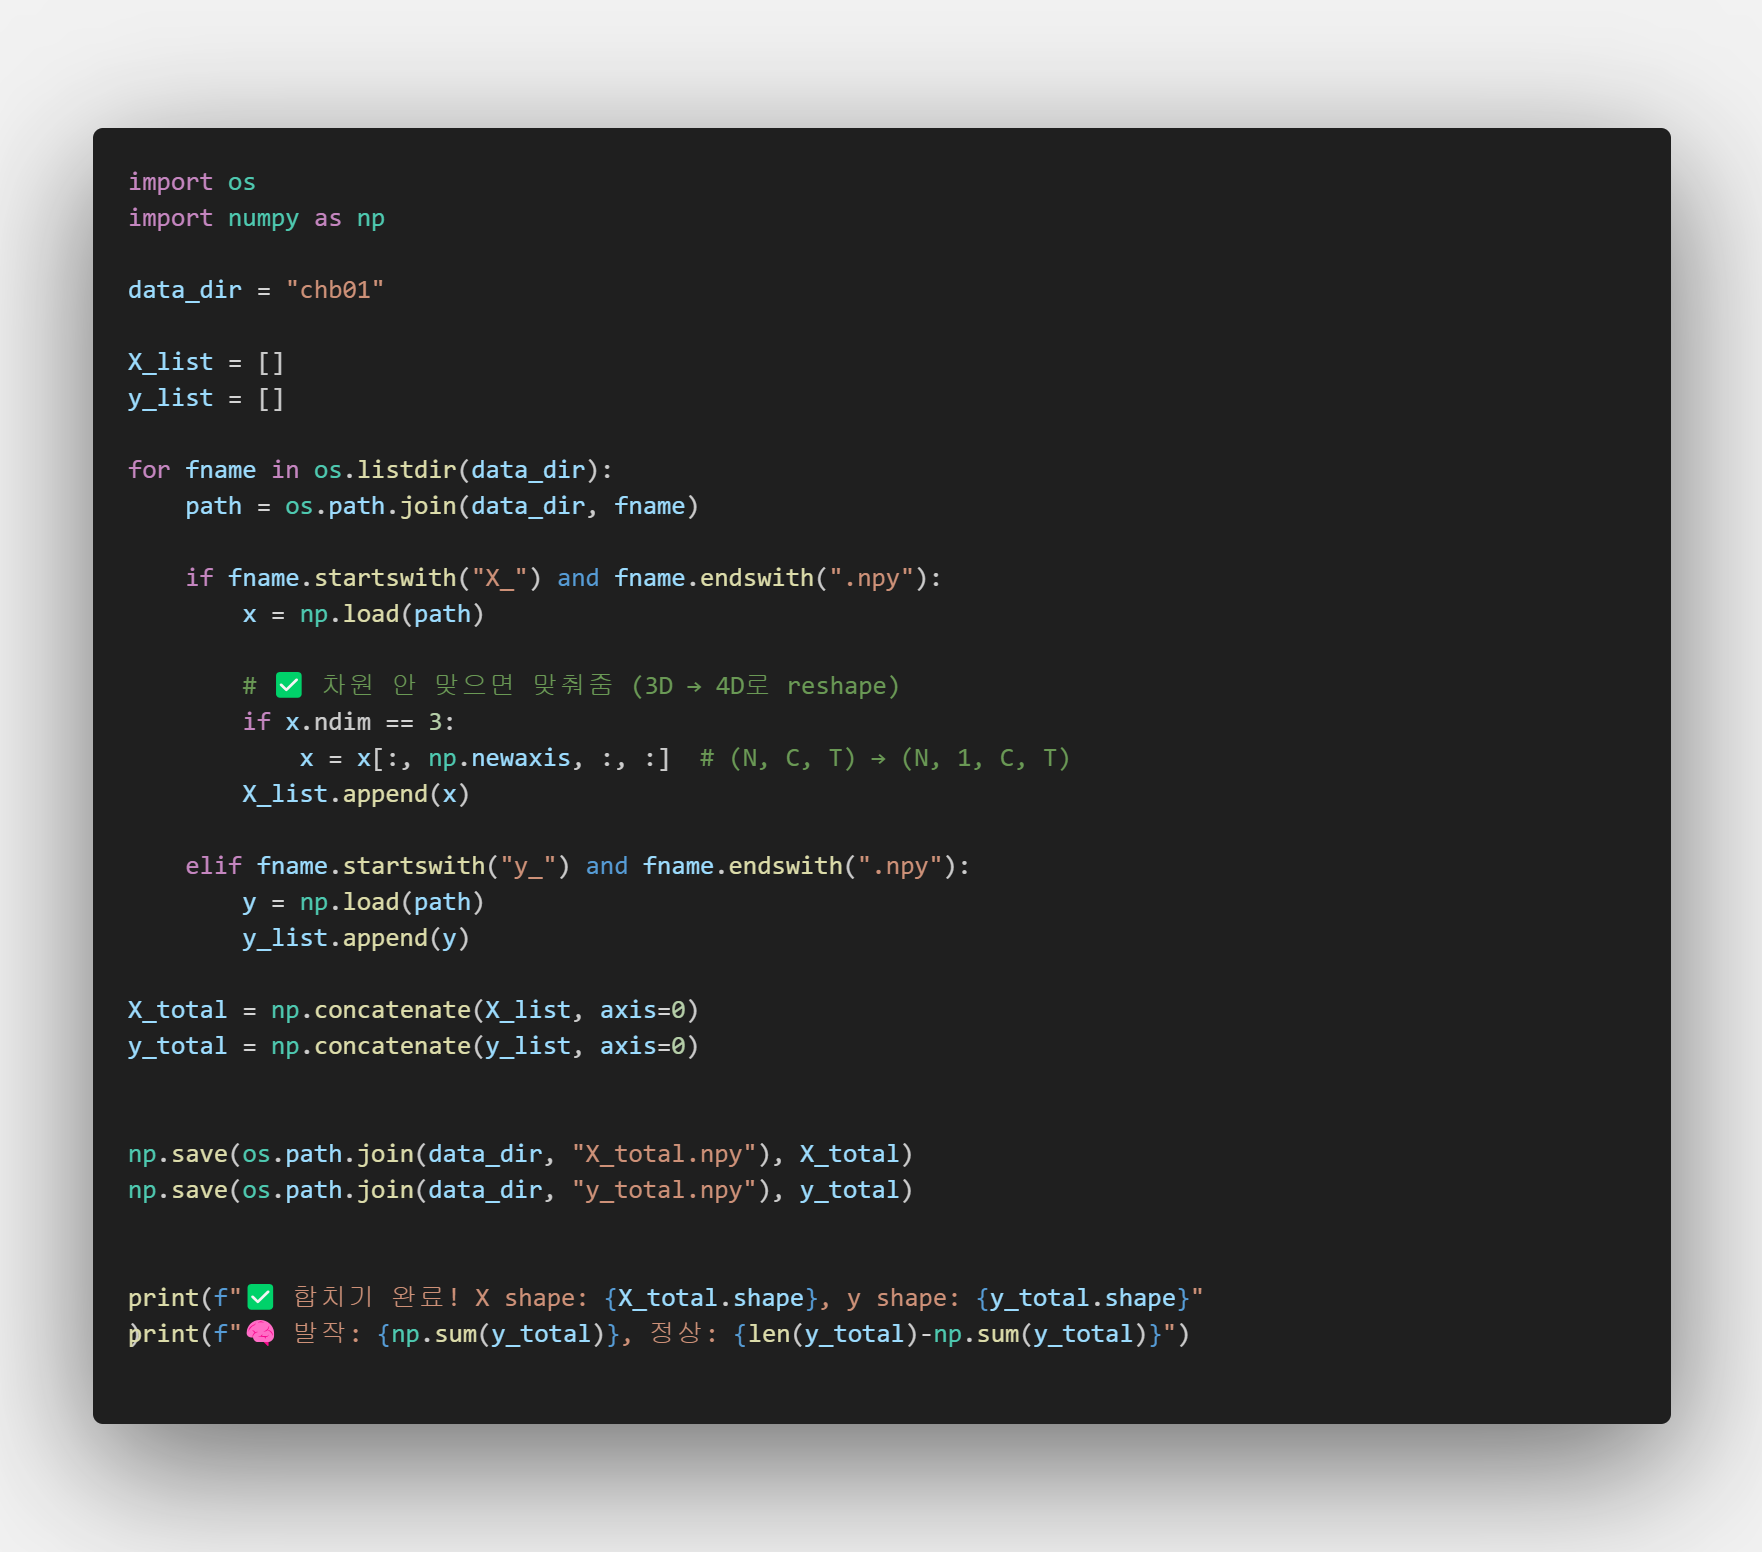 import os
import numpy as np
data_dir = "chb01"
X_list = []
y_list = []
for fname in os.listdir(data_dir):
    path = os.path.join(data_dir, fname)
    if fname.startswith("X_") and fname.endswith(".npy"):
        x = np.load(path)
        # ✅ 차원 안 맞으면 맞춰줌 (3D → 4D로 reshape)
        if x.ndim == 3:
            x = x[:, np.newaxis, :, :]  # (N, C, T) → (N, 1, C, T)
        X_list.append(x)
    elif fname.startswith("y_") and fname.endswith(".npy"):
        y = np.load(path)
        y_list.append(y)
X_total = np.concatenate(X_list, axis=0)
y_total = np.concatenate(y_list, axis=0)
np.save(os.path.join(data_dir, "X_total.npy"), X_total)
np.save(os.path.join(data_dir, "y_total.npy"), y_total)
print(f"✅ 합치기 완료! X shape: {X_total.shape}, y shape: {y_total.shape}"
)
print(f"🧠 발작: {np.sum(y_total)}, 정상: {len(y_total)-np.sum(y_total)}")